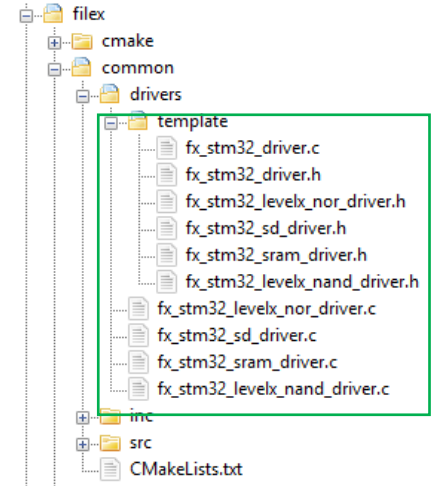 filex
cmake
common
drivers
template
fx_stm32_driver.c
fx_stm32_driver.h
fx_stm32_levelx_nor_driver.h
fx_stm32_sd_driver.h
fx_stm32_sram_driver.h
fx_stm32_levelx_nand_driver.h
fx_stm32_levelx_nor_driver.c
fx_stm32_sd_driver.c
fx_stm32_sram_driver.c
fx_stm32_levelx_nand_driver.c
inc
src
CMakeLists.txt